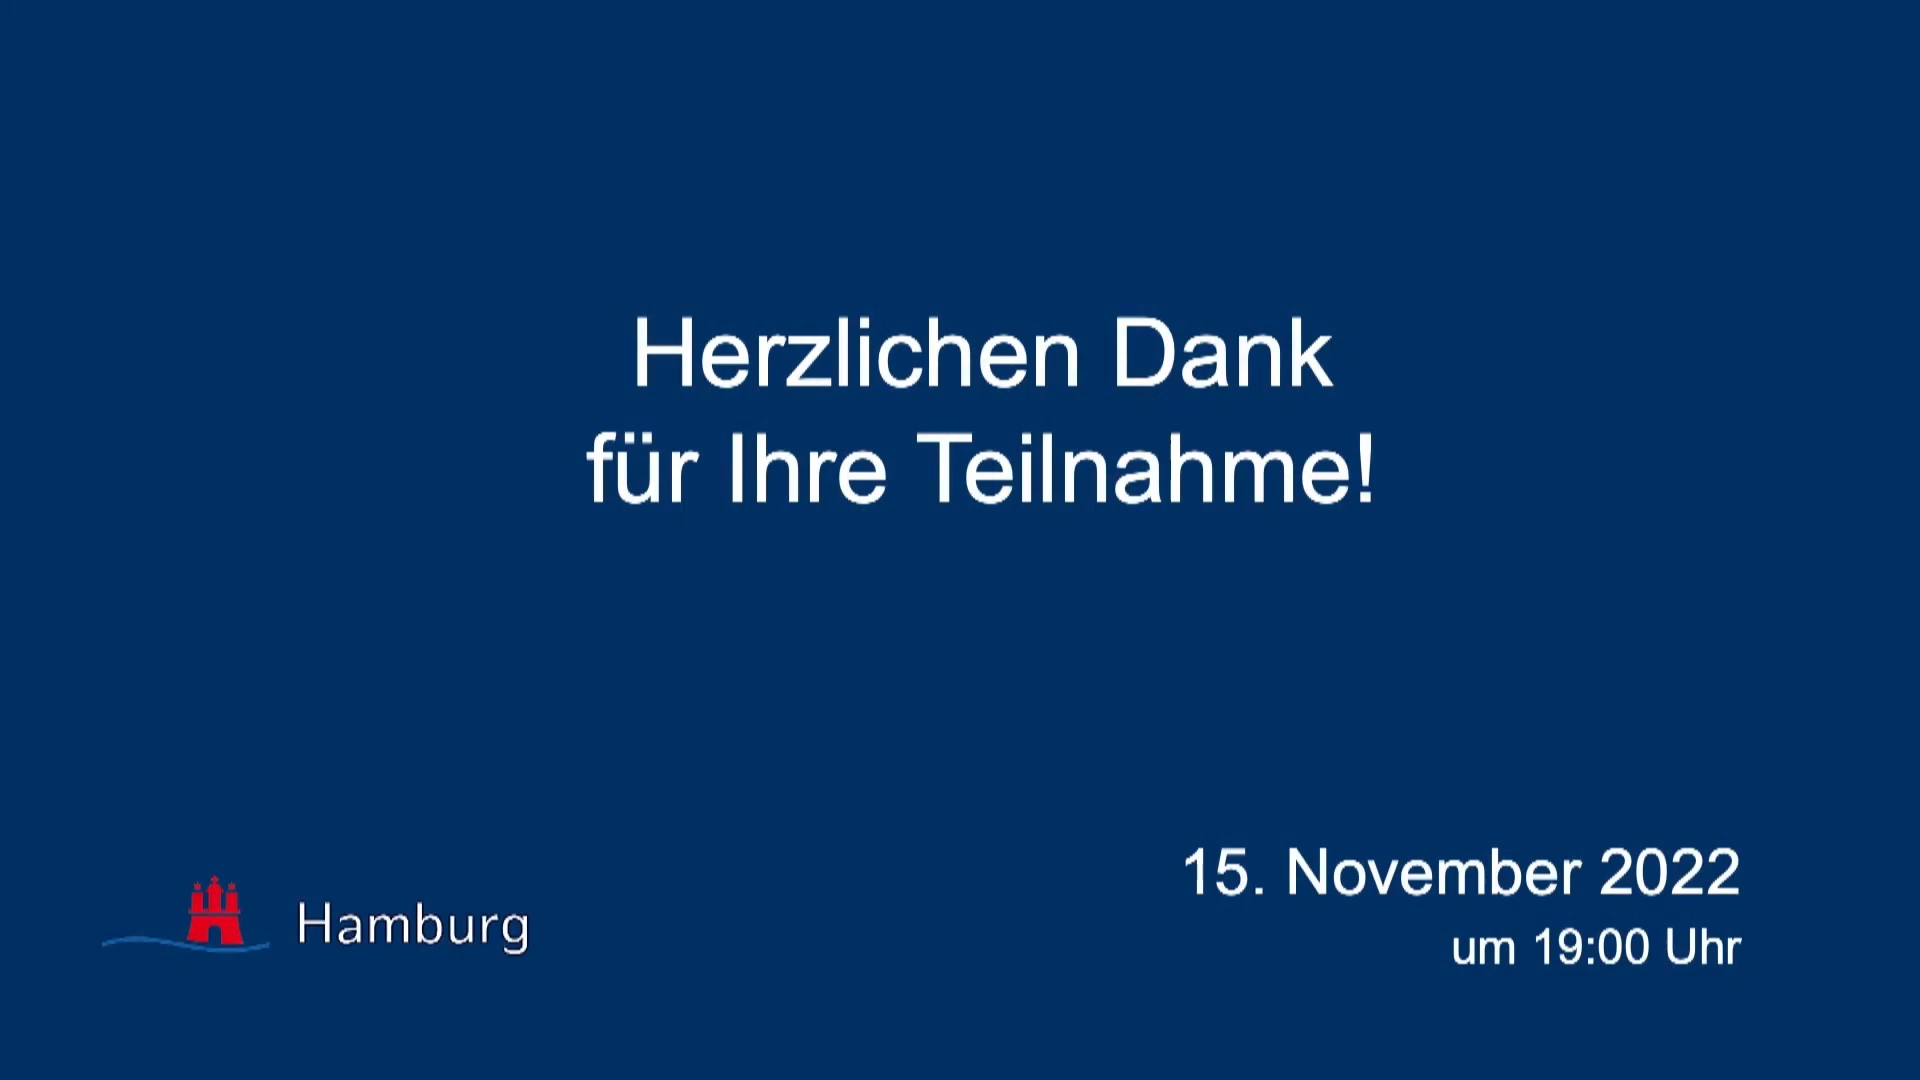 Herzlichen Dank
für Ihre Teilnahme!
15. November 2022
um 19:00 Uhr
Hamburg